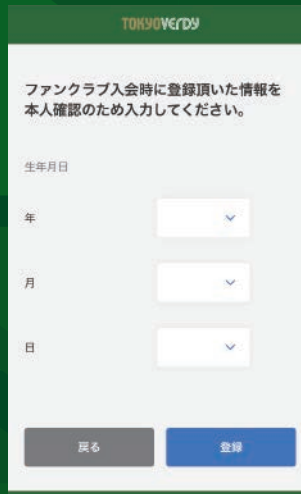 TOKYOVERDY
ファンクラブ入会時に登録頂いた情報を
本人確認のため入力してください。
生年月日
年
月
日
戻る 登録